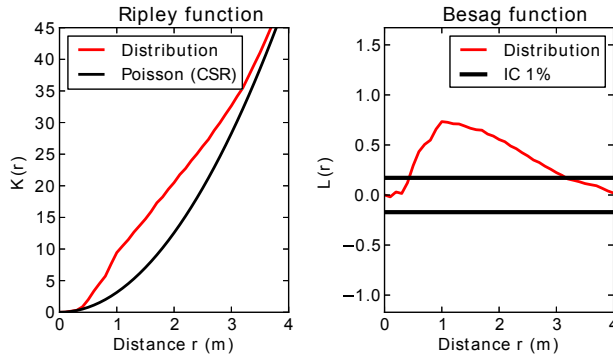 Ripley function
45
40
35
30
25
20
15
10
5
0
K(r)
Distribution
Poisson (CSR)
0 1 2 3 4
Distance r (m)
Besag function
1.5
1.0
0.5
0.0
−0.5
−1.0
L(r)
Distribution
IC 1%
0 1 2 3 4
Distance r (m)